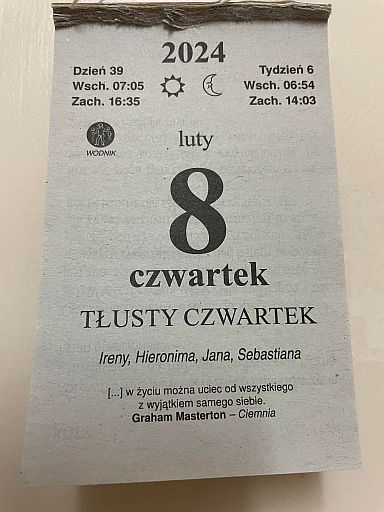 2024
Dzień 39
Wsch. 07:05
Zach. 16:35
Tydzień 6
Wsch. 06:54
Zach. 14:03
WODNIK
luty
8
czwartek
TŁUSTY CZWARTEK
Ireny, Hieronima, Jana, Sebastiana
[...] w życiu można uciec od wszystkiego
z wyjątkiem samego siebie.
Graham Masterton – Ciemnia